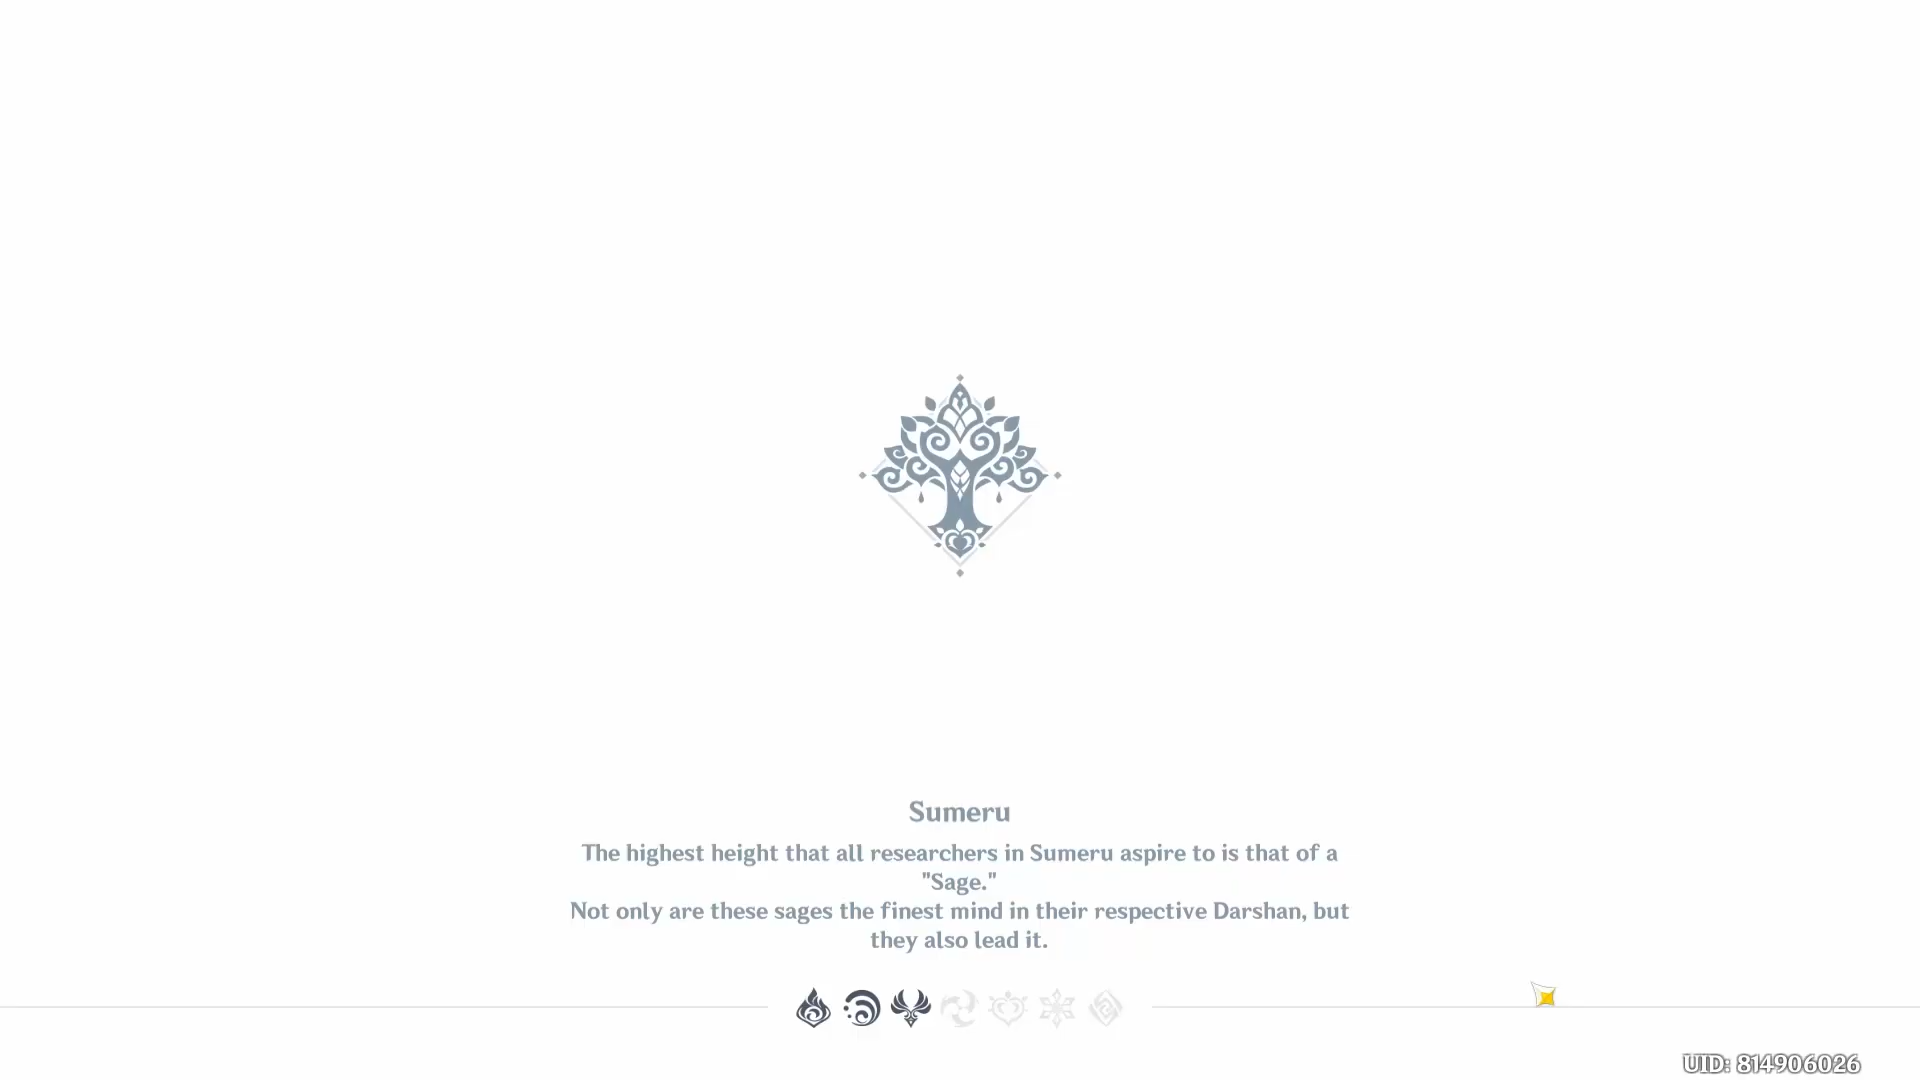 Sumeru
The highest height that all researchers in Sumeru aspire to is that of a
"Sage."
Not only are these sages the finest mind in their respective Darshan, but
they also lead it.
UID: 814906026